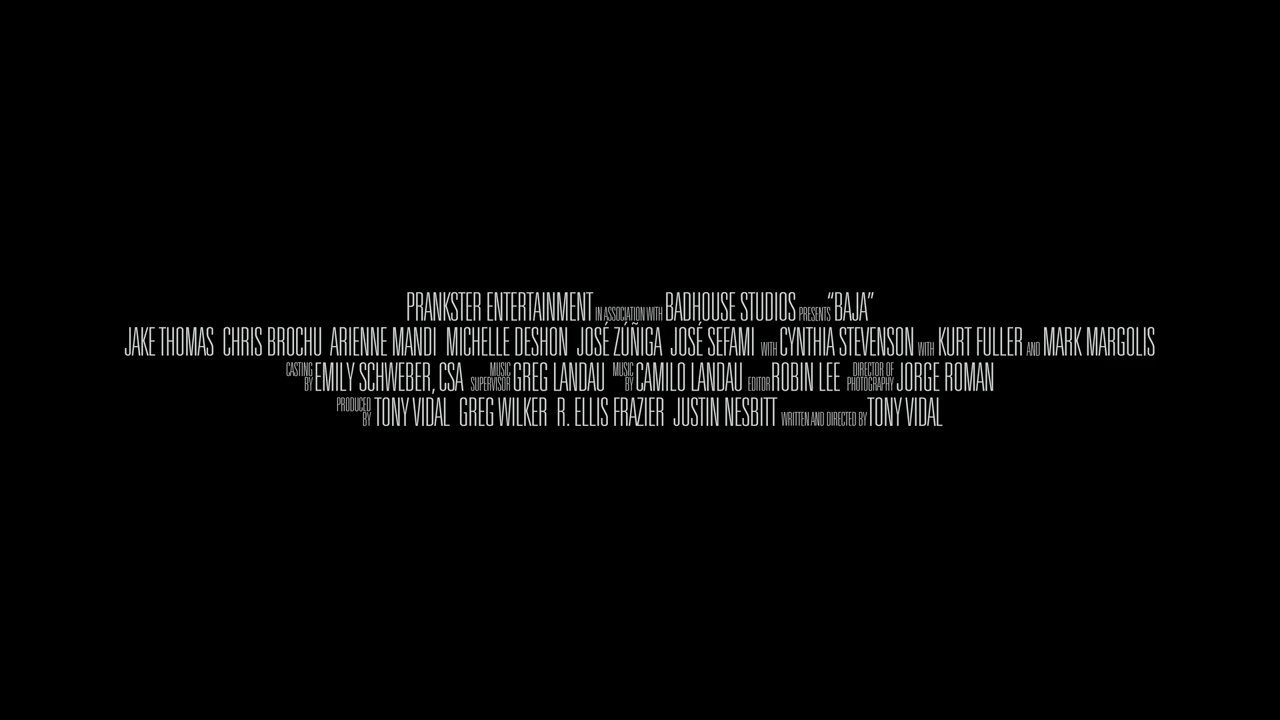 PRANKSTER ENTERTAINMENT IN ASSOCIATION WITH BADHOUSE STUDIOS PRESENTS “BAJA”
JAKE THOMAS CHRIS BROCHU ARIENNE MANDI MICHELLE DESHON JOSÉ ZÚÑIGA JOSÉ SEFAMI WITH CYNTHIA STEVENSON WITH KURT FULLER AND MARK MARGOLIS
CASTING BY EMILY SCHWEBER, CSA MUSIC SUPERVISOR GREG LANDAU MUSIC BY CAMILO LANDAU EDITOR ROBIN LEE DIRECTOR OF PHOTOGRAPHY JORGE ROMAN
PRODUCED BY TONY VIDAL GREG WILKER R. ELLIS FRAZIER JUSTIN NESBITT WRITTEN AND DIRECTED BY TONY VIDAL